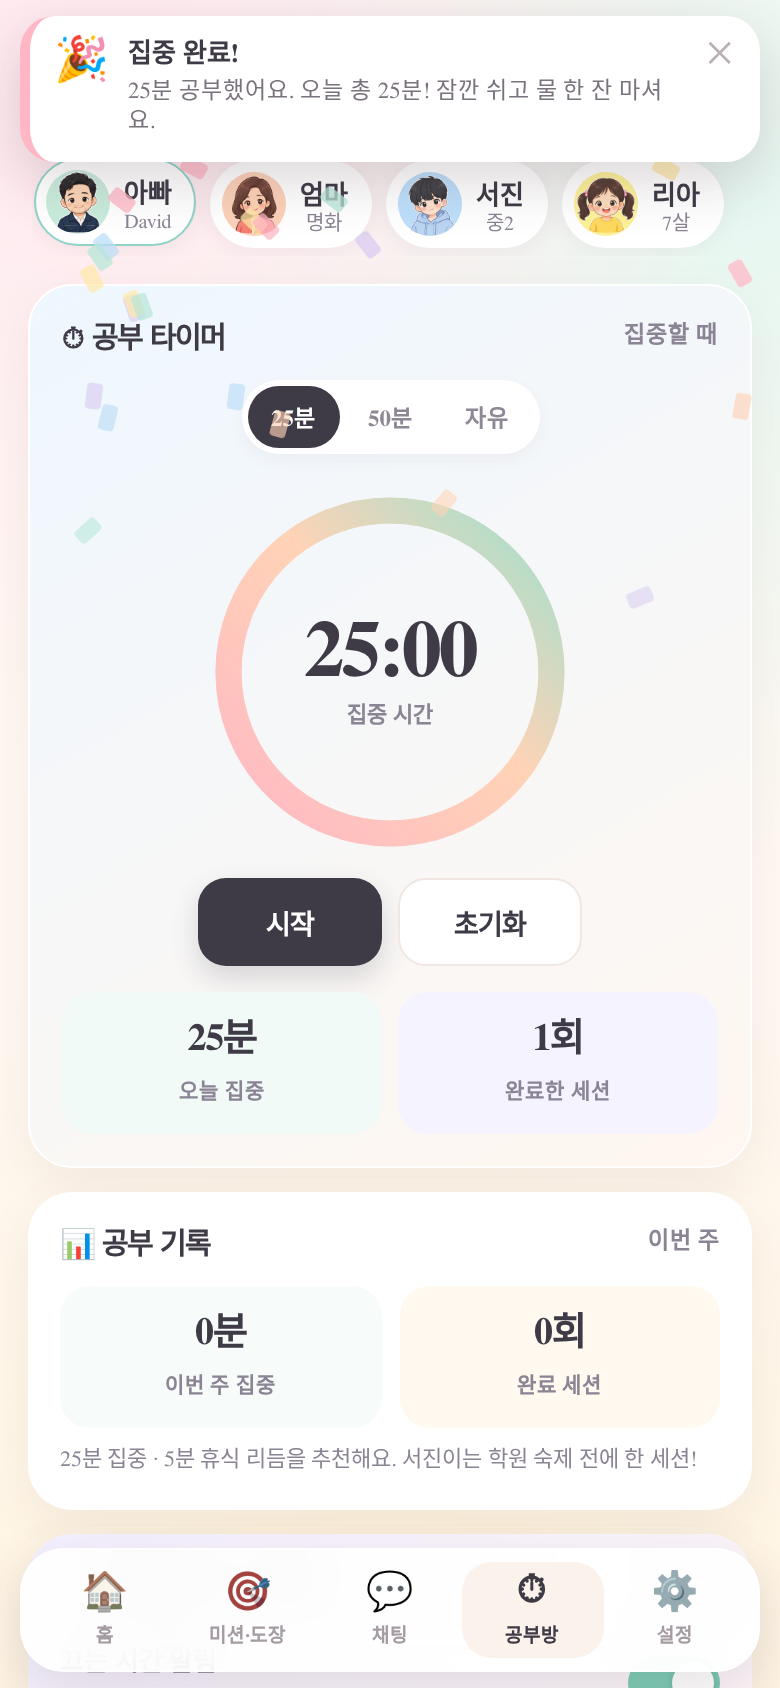 집중 완료!
25분 공부했어요. 오늘 총 25분! 잠깐 쉬고 물 한 잔 마셔
요.
아빠
David
엄마
명화
서진
중2
리아
7살
공부 타이머
집중할 때
25분
50분
자유
25:00
집중 시간
시작
초기화
25분
오늘 집중
1회
완료한 세션
공부 기록
이번 주
0분
이번 주 집중
0회
완료 세션
25분 집중 · 5분 휴식 리듬을 추천해요. 서진이는 학원 숙제 전에 한 세션!
홈
미션·도장
채팅
공부방
설정
끄는 시간 알림